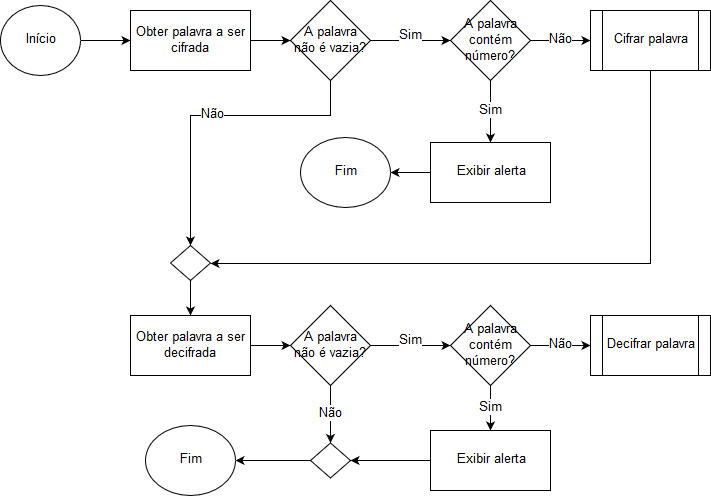 Início
Obter palavra a ser
cifrada
A palavra
não é vazia?
Sim
A palavra
contém
número?
Não
Cifrar palavra
Não
Sim
Fim
Exibir alerta
Obter palavra a ser
decifrada
A palavra
não é vazia?
Sim
A palavra
contém
número?
Não
Decifrar palavra
Não
Sim
Fim
Exibir alerta